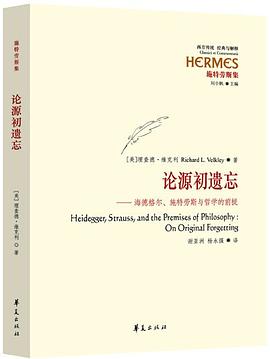 西方传统 经典与解释
Classici et Commentarii
HERMES
施特劳斯集
刘小枫●主编
论源初遗忘
[美]理查德·维克利 Richard L. Velkley 著
——海德格尔、施特劳斯与哲学的前提
Heidegger, Strauss, and the Premises of Philosophy :
On Original Forgetting
谢亚洲 杨永强 译
华夏出版社
施特劳斯集
论源初遗忘
[美]理查德·维克利 著
华夏出版社